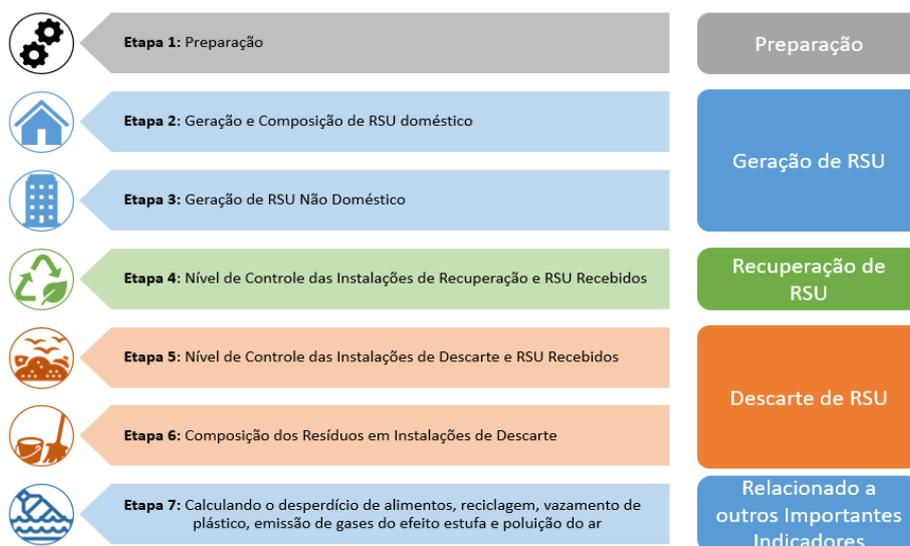 Etapa 1: Preparação
Preparação
Etapa 2: Geração e Composição de RSU doméstico
Geração de RSU
Etapa 3: Geração de RSU Não Doméstico
Etapa 4: Nível de Controle das Instalações de Recuperação e RSU Recebidos
Recuperação de
RSU
Etapa 5: Nível de Controle das Instalações de Descarte e RSU Recebidos
Descarte de RSU
Etapa 6: Composição dos Resíduos em Instalações de Descarte
Etapa 7: Calculando o desperdício de alimentos, reciclagem, vazamento de
plástico, emissão de gases do efeito estufa e poluição do ar
Relacionado a
outros Importantes
Indicadores